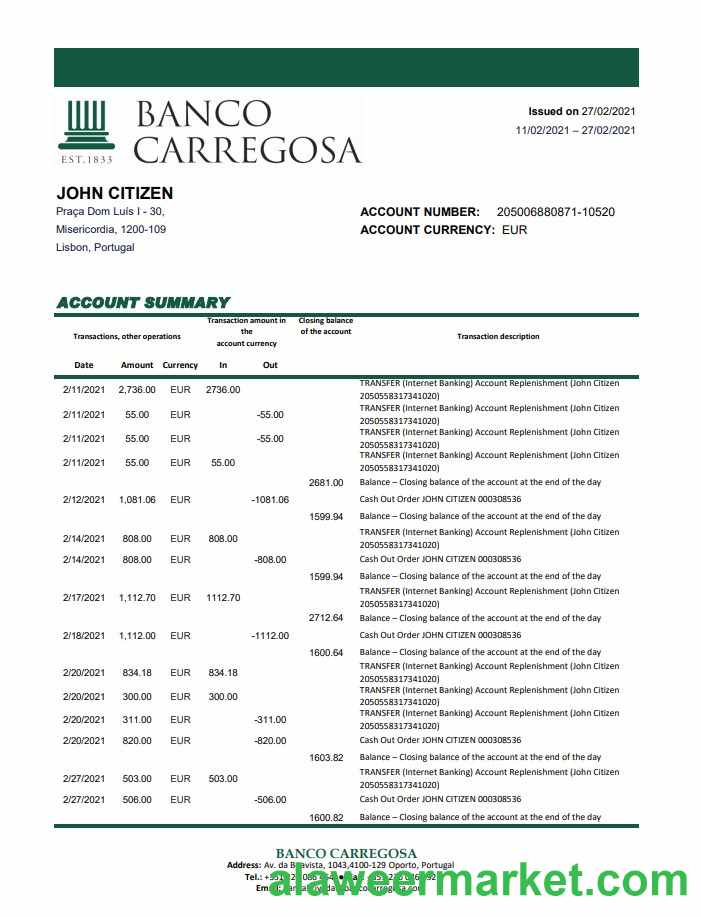 BANCO
CARREGOSA
EST.1833
Issued on 27/02/2021
11/02/2021 – 27/02/2021
JOHN CITIZEN
Praça Dom Luís I - 30,
Misericordia, 1200-109
Lisbon, Portugal
ACCOUNT NUMBER: 205006880871-10520
ACCOUNT CURRENCY: EUR
ACCOUNT SUMMARY
Transactions, other operations
Transaction amount in
the
account currency
Closing balance
of the account
Transaction description
Date Amount Currency In Out
2/11/2021 2,736.00 EUR 2736.00 TRANSFER (Internet Banking) Account Replenishment (John Citizen
2050558317341020)
2/11/2021 55.00 EUR -55.00 TRANSFER (Internet Banking) Account Replenishment (John Citizen
2050558317341020)
2/11/2021 55.00 EUR -55.00 TRANSFER (Internet Banking) Account Replenishment (John Citizen
2050558317341020)
2/11/2021 55.00 EUR 55.00 TRANSFER (Internet Banking) Account Replenishment (John Citizen
2050558317341020)
2681.00 Balance – Closing balance of the account at the end of the day
2/12/2021 1,081.06 EUR -1081.06 Cash Out Order JOHN CITIZEN 000308536
1599.94 Balance – Closing balance of the account at the end of the day
2/14/2021 808.00 EUR 808.00 TRANSFER (Internet Banking) Account Replenishment (John Citizen
2050558317341020)
2/14/2021 808.00 EUR -808.00 Cash Out Order JOHN CITIZEN 000308536
1599.94 Balance – Closing balance of the account at the end of the day
2/17/2021 1,112.70 EUR 1112.70 TRANSFER (Internet Banking) Account Replenishment (John Citizen
2050558317341020)
2712.64 Balance – Closing balance of the account at the end of the day
2/18/2021 1,112.00 EUR -1112.00 Cash Out Order JOHN CITIZEN 000308536
1600.64 Balance – Closing balance of the account at the end of the day
2/20/2021 834.18 EUR 834.18 TRANSFER (Internet Banking) Account Replenishment (John Citizen
2050558317341020)
2/20/2021 300.00 EUR 300.00 TRANSFER (Internet Banking) Account Replenishment (John Citizen
2050558317341020)
2/20/2021 311.00 EUR -311.00 TRANSFER (Internet Banking) Account Replenishment (John Citizen
2050558317341020)
2/20/2021 820.00 EUR -820.00 Cash Out Order JOHN CITIZEN 000308536
1603.82 Balance – Closing balance of the account at the end of the day
2/27/2021 503.00 EUR 503.00 TRANSFER (Internet Banking) Account Replenishment (John Citizen
2050558317341020)
2/27/2021 506.00 EUR -506.00 Cash Out Order JOHN CITIZEN 000308536
1600.82 Balance – Closing balance of the account at the end of the day
BANCO CARREGOSA
Address: Av. da Boavista, 1043,4100-129 Oporto, Portugal
Tel.:
Email:
alaweermarket.com